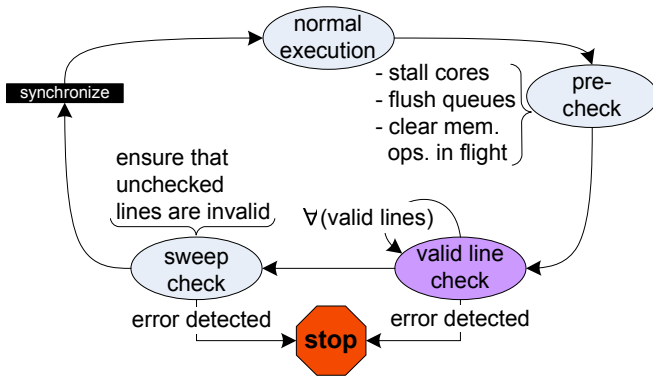 normal
execution
- stall cores
- flush queues
- clear mem.
ops. in flight
pre-
check
synchronize
ensure that
unchecked
lines are invalid
∀(valid lines)
sweep
check
valid line
check
error detected
stop
error detected